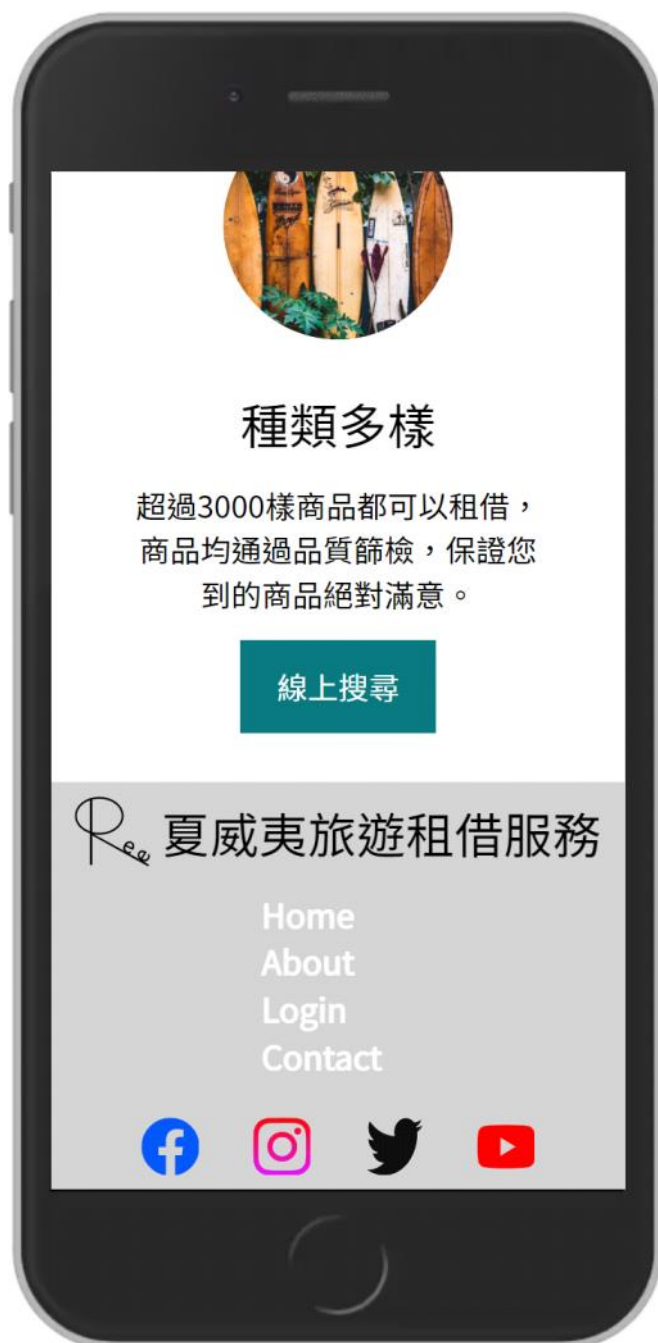 種類多樣
超過3000樣商品都可以租借，
商品均通過品質篩檢，保證您
到的商品絕對滿意。
線上搜尋
Ree 夏威夷旅遊租借服務
Home
About
Login
Contact